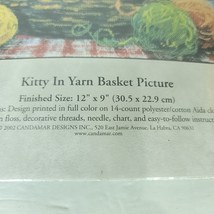 Kitty In Yarn Basket Picture
Finished Size: 12" x 9" (30.5 x 22.9 cm)
Design printed in full color on 14-count polyester/cotton Aida
floss, decorative threads, needle, chart, and easy-to-follow
© 2002 CANDAMAR DESIGNS INC., 520 East Jamie Avenue, La Habra, CA 90631
www.candamar.com